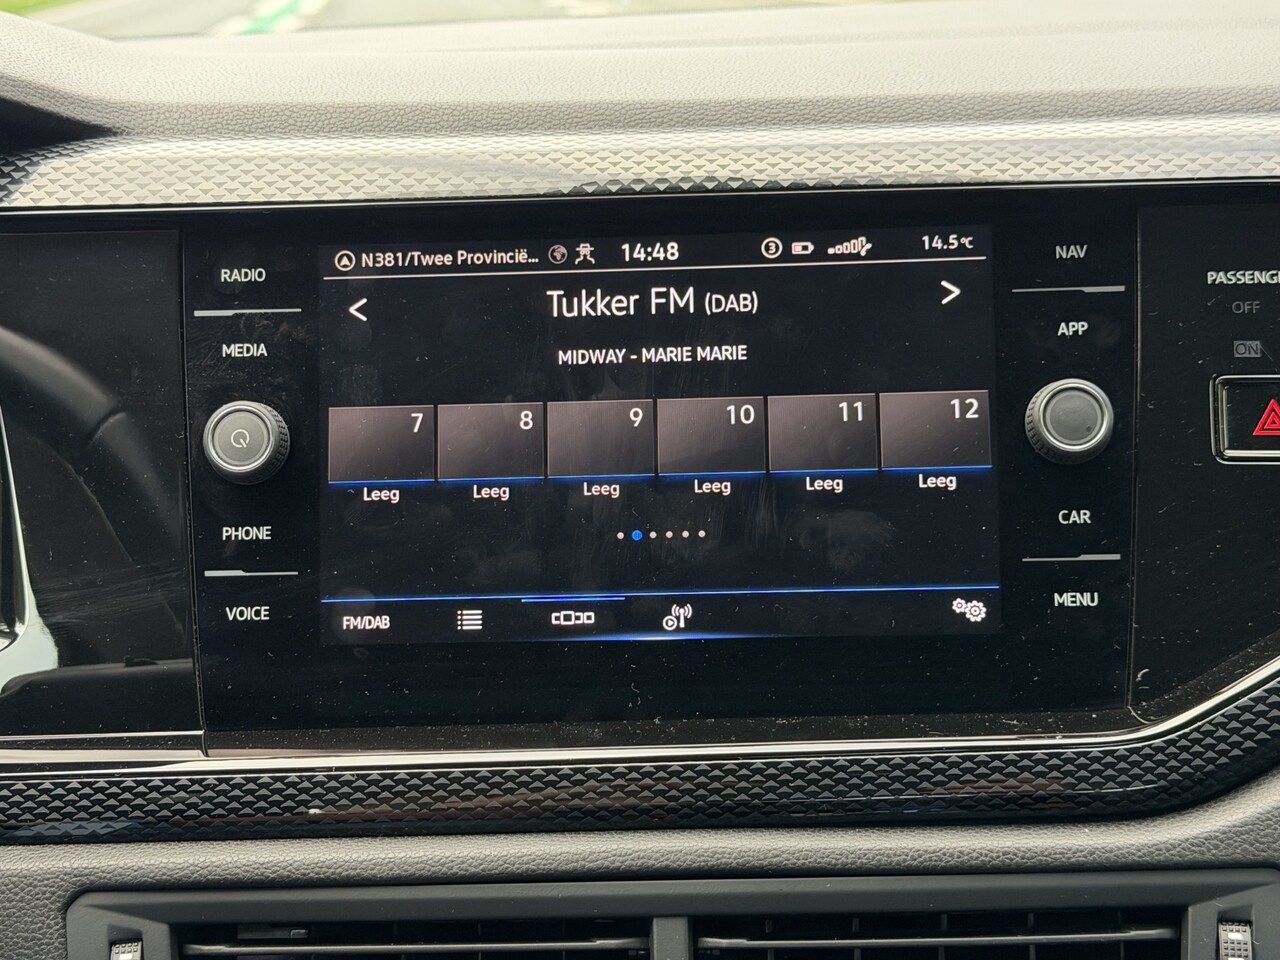 N381/Twee Provincië... 14:48 3 14.5°C
RADIO
MEDIA
PHONE
VOICE
< Tukker FM (DAB) >
MIDWAY - MARIE MARIE
7 8 9 10 11 12
Leeg Leeg Leeg Leeg Leeg Leeg
FM/DAB
NAV
APP
CAR
MENU
PASSENGE
OFF
ON